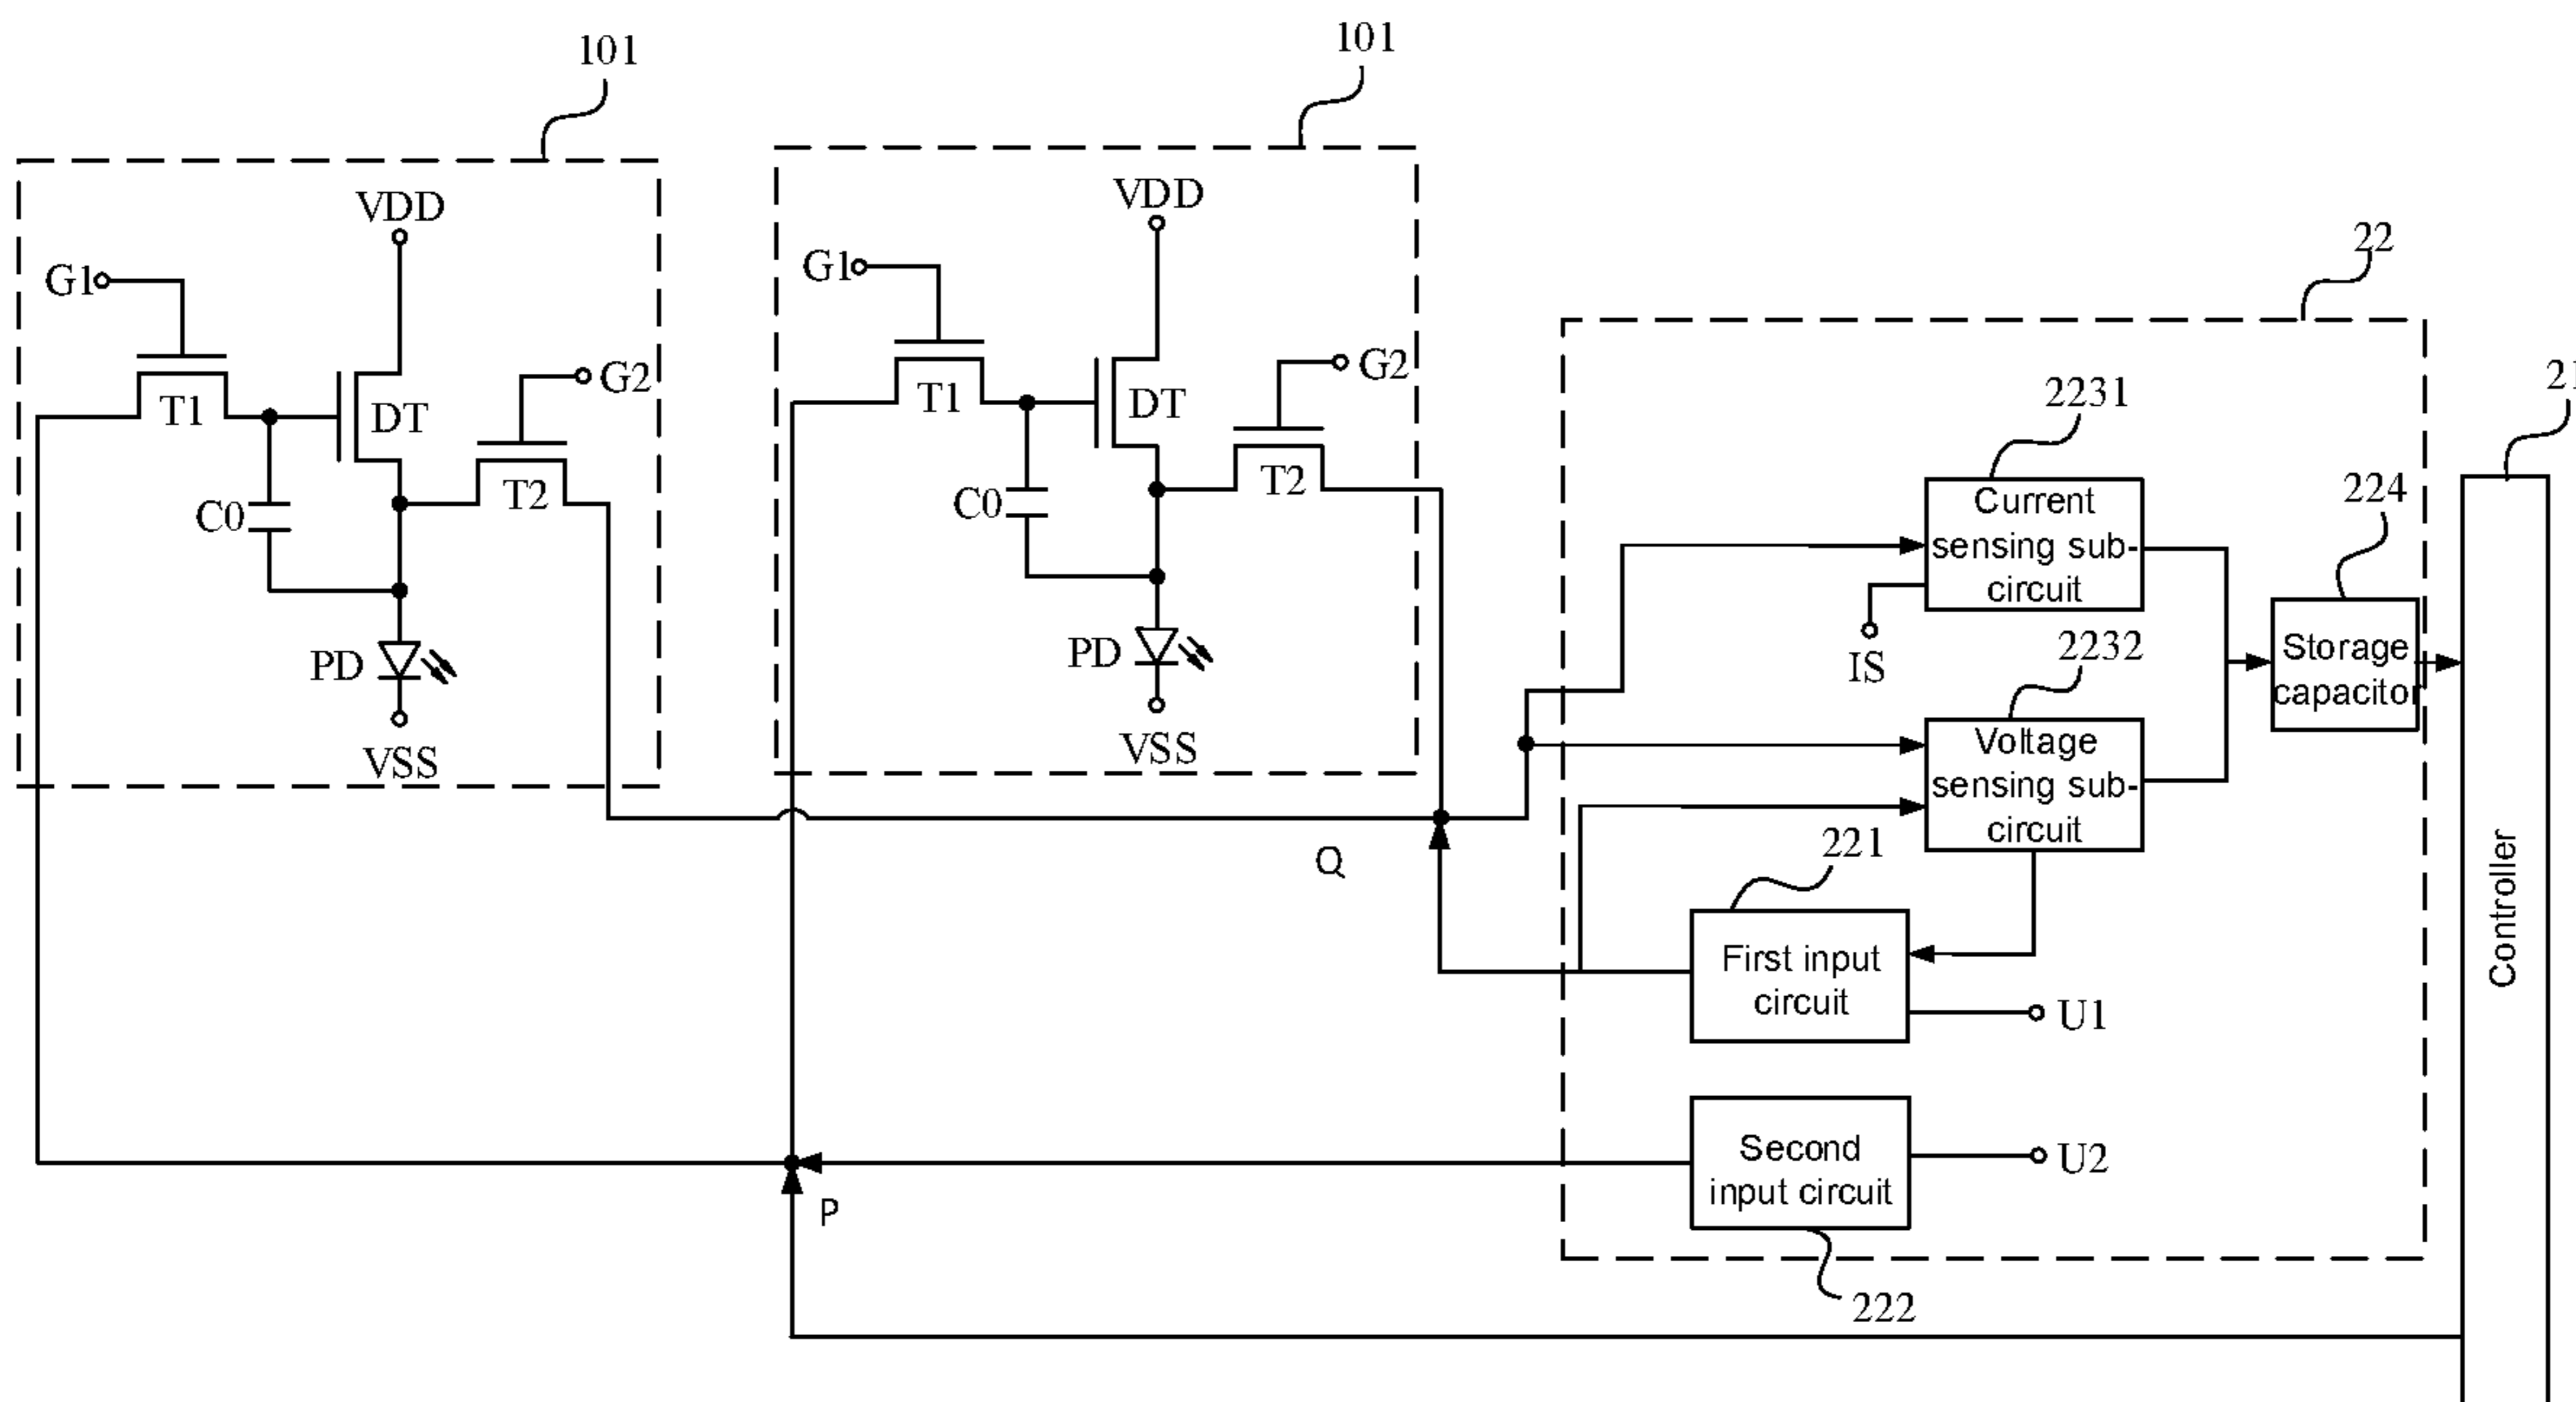 101
101
VDD
VDD
G1
G1
22
G2
G2
21
T1
DT
T1
DT
2231
T2
T2
224
C0
C0
Current
sensing sub-
circuit
Storage
capacitor
PD
PD
IS
2232
VSS
VSS
Voltage
sensing sub-
circuit
Q
221
Controller
First input
circuit
U1
Second
input circuit
U2
P
222